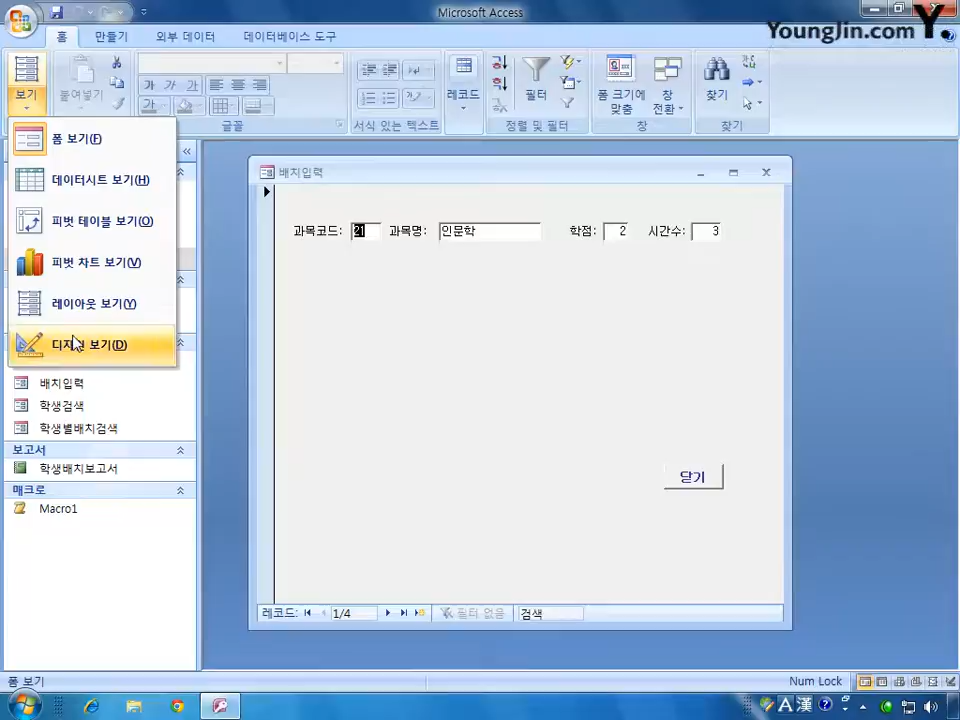 Microsoft Access
YoungJin.com Y.
홈 만들기 외부 데이터 데이터베이스 도구
보기 붙여넣기 레코드 필터 폼 크기에 맞춤 창 전환 찾기
가 가 가
글꼴 서식 있는 텍스트 정렬 및 필터 창 찾기
폼 보기(F)
데이터시트 보기(H)
피벗 테이블 보기(O)
피벗 차트 보기(V)
레이아웃 보기(Y)
보기(D)
배치입력
학생검색
학생별배치검색
보고서
학생배치보고서
매크로
Macro1
배치입력
과목코드: 21 과목명: 인문학 학점: 2 시간수: 3
닫기
레코드: 1/4 필터 없음 검색
폼 보기 Num Lock
A 漢